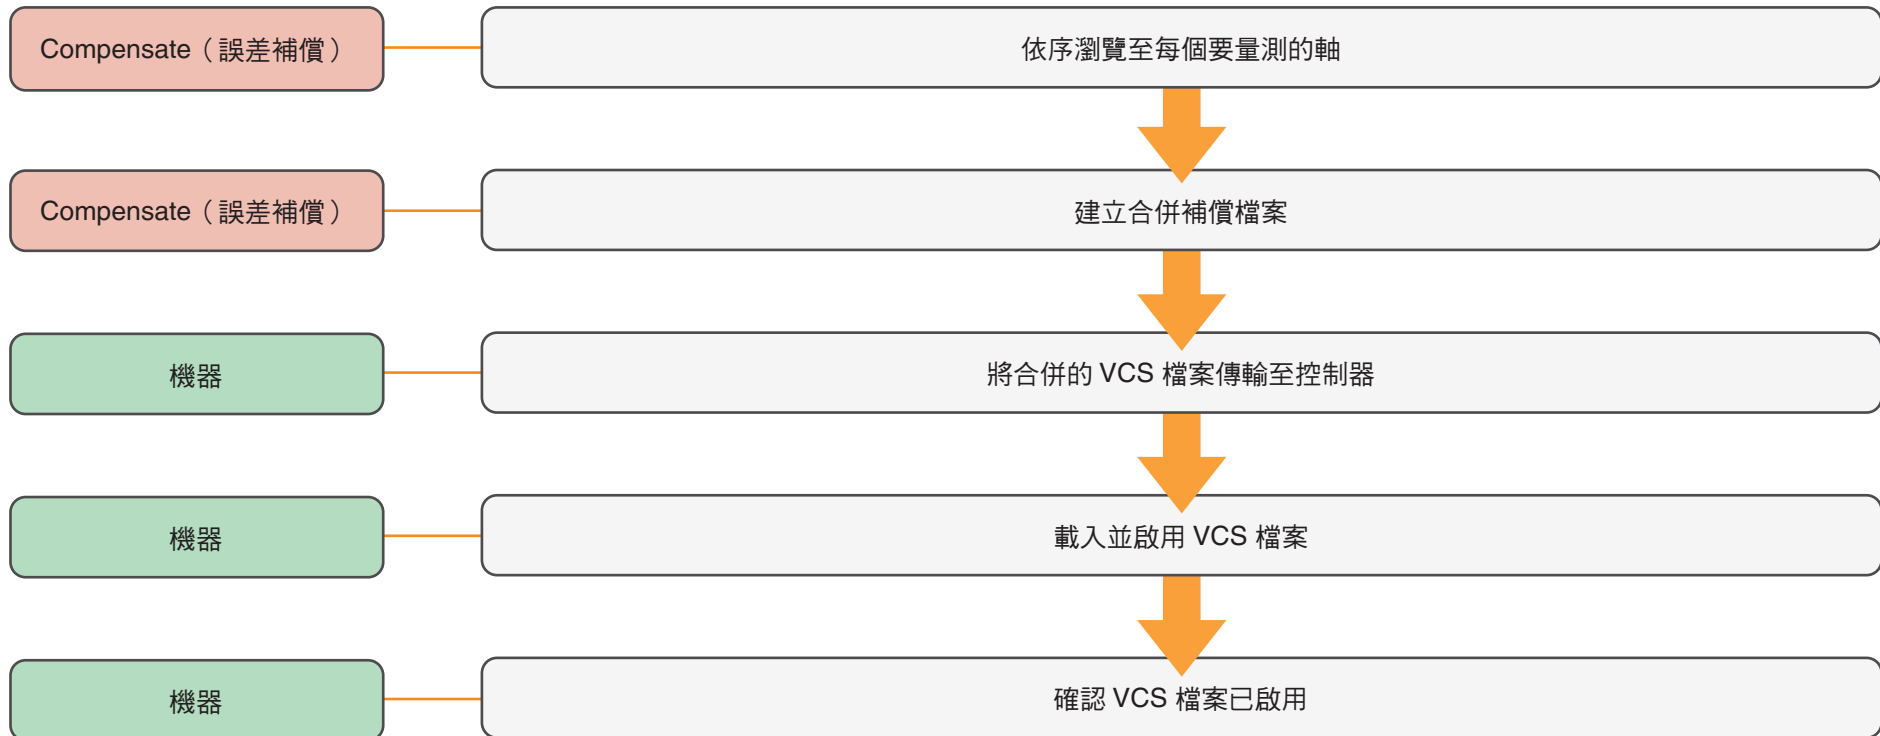 Compensate（誤差補償）
依序瀏覽至每個要量測的軸
Compensate（誤差補償）
建立合併補償檔案
機器
將合併的 VCS 檔案傳輸至控制器
機器
載入並啟用 VCS 檔案
機器
確認 VCS 檔案已啟用